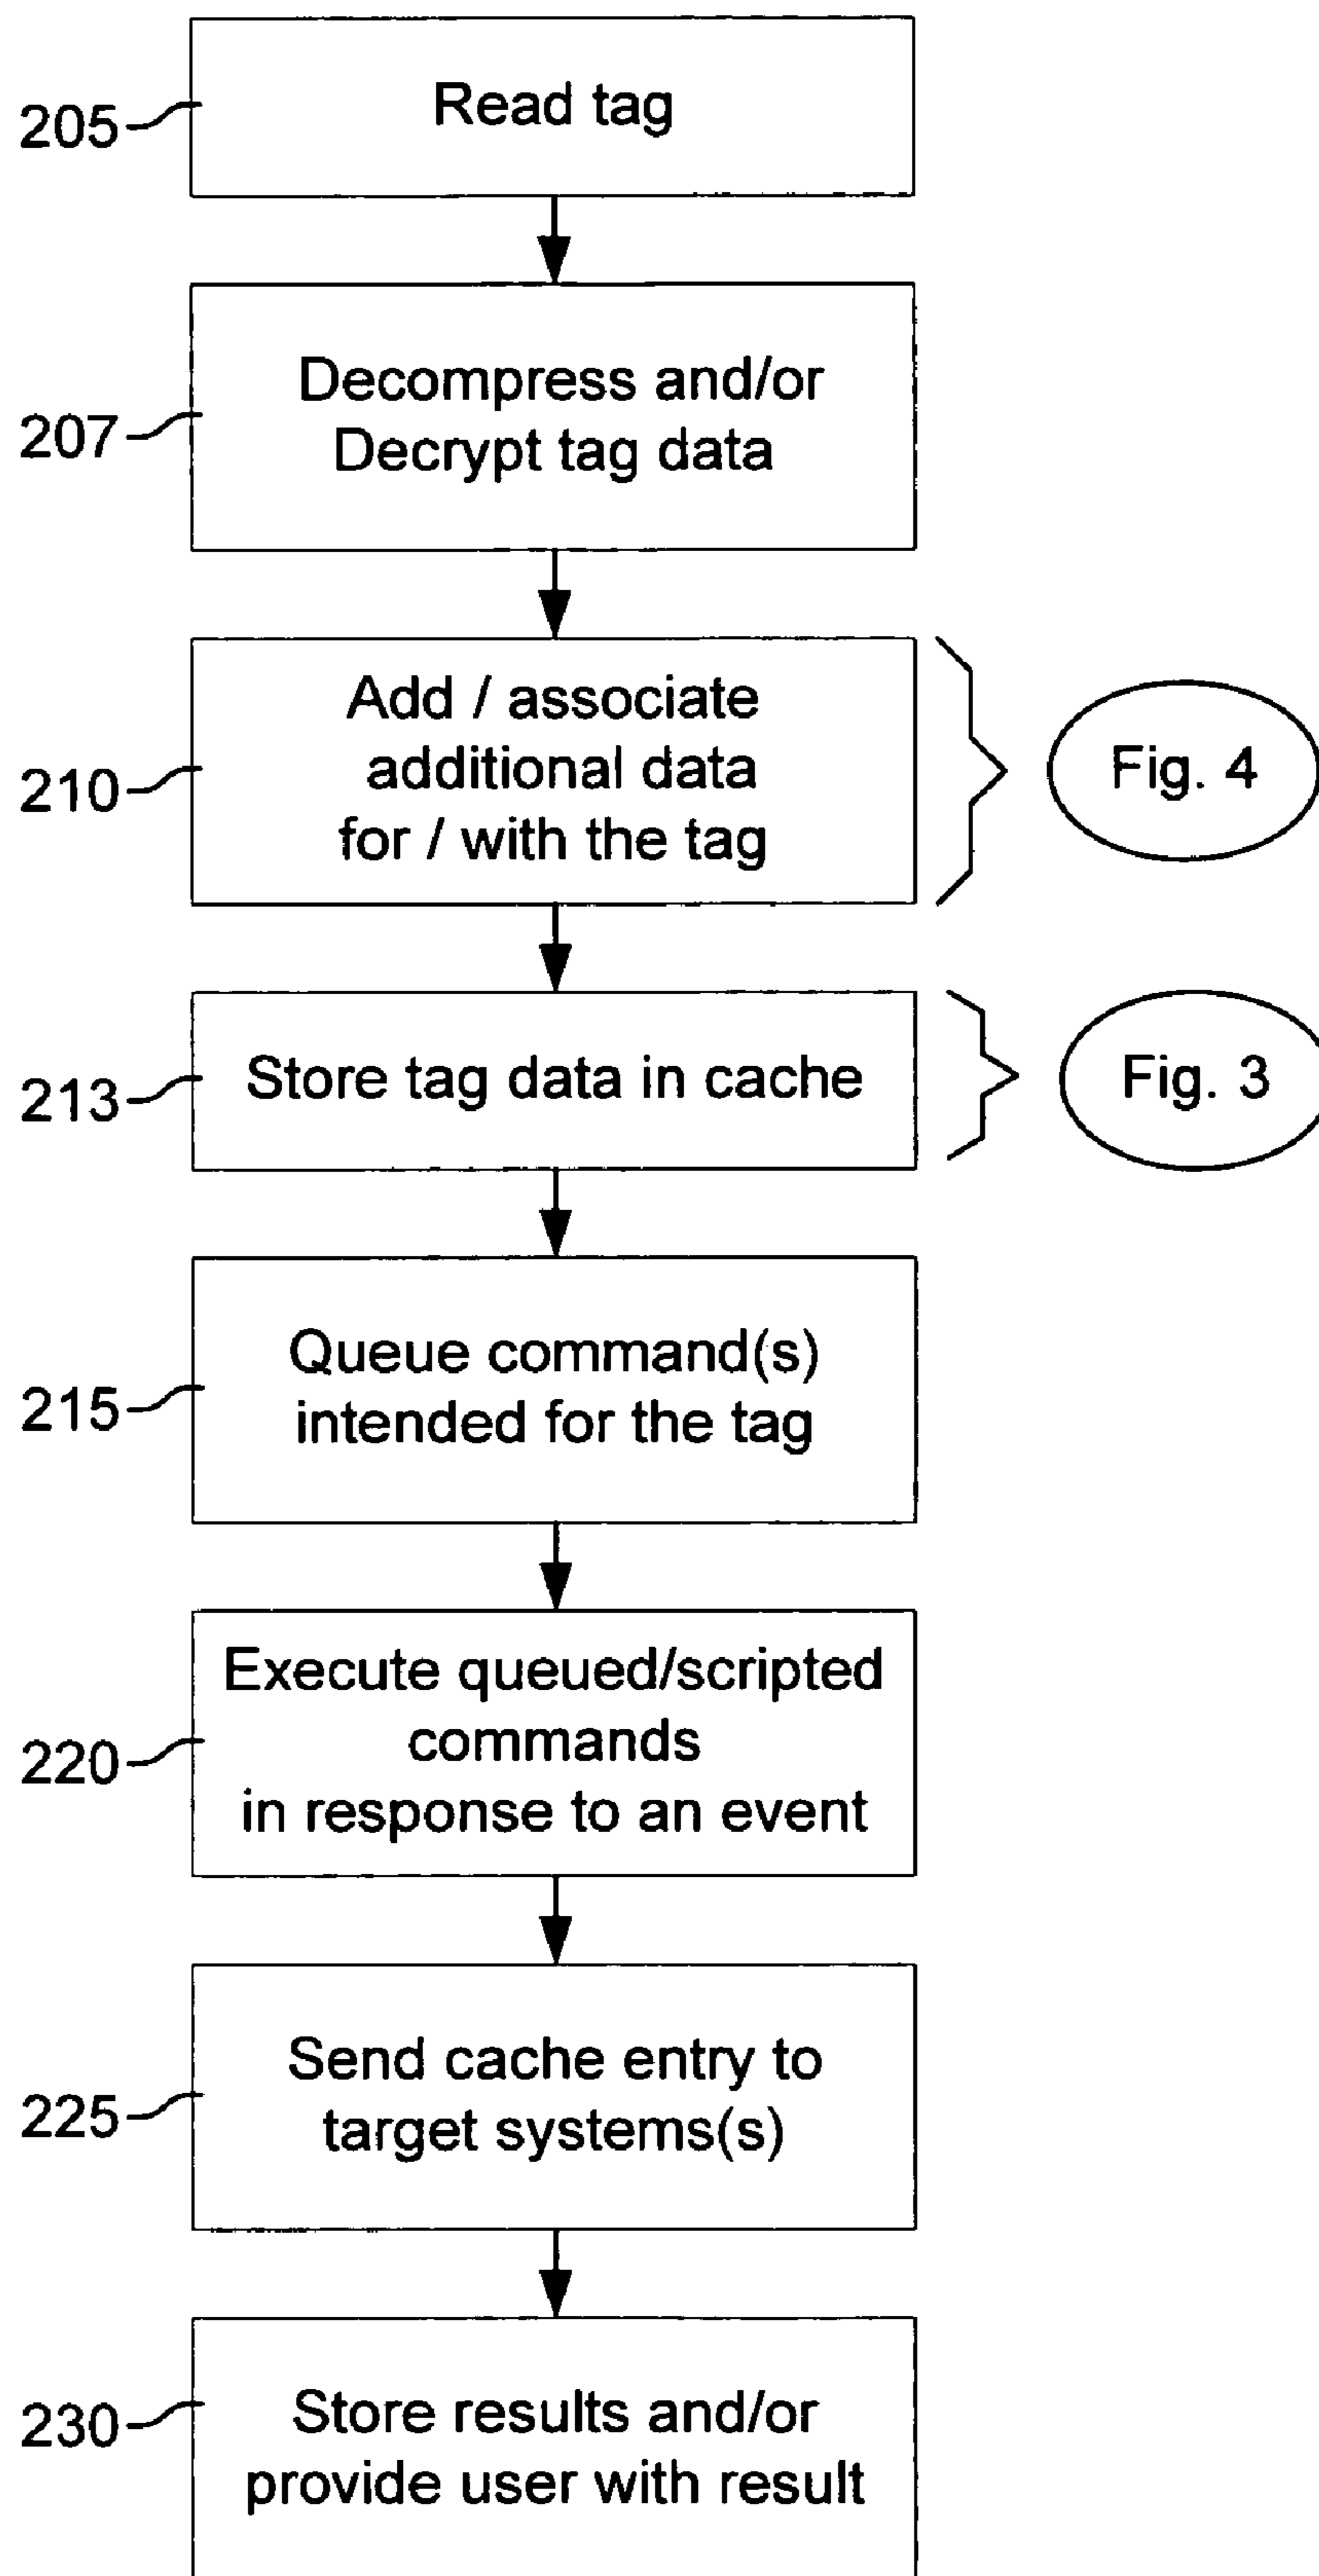 205
Read tag
207
Decompress and/or
Decrypt tag data
210
Add / associate
additional data
for / with the tag
Fig. 4
213
Store tag data in cache
Fig. 3
215
Queue command(s)
intended for the tag
220
Execute queued/scripted
commands
in response to an event
225
Send cache entry to
target systems(s)
230
Store results and/or
provide user with result